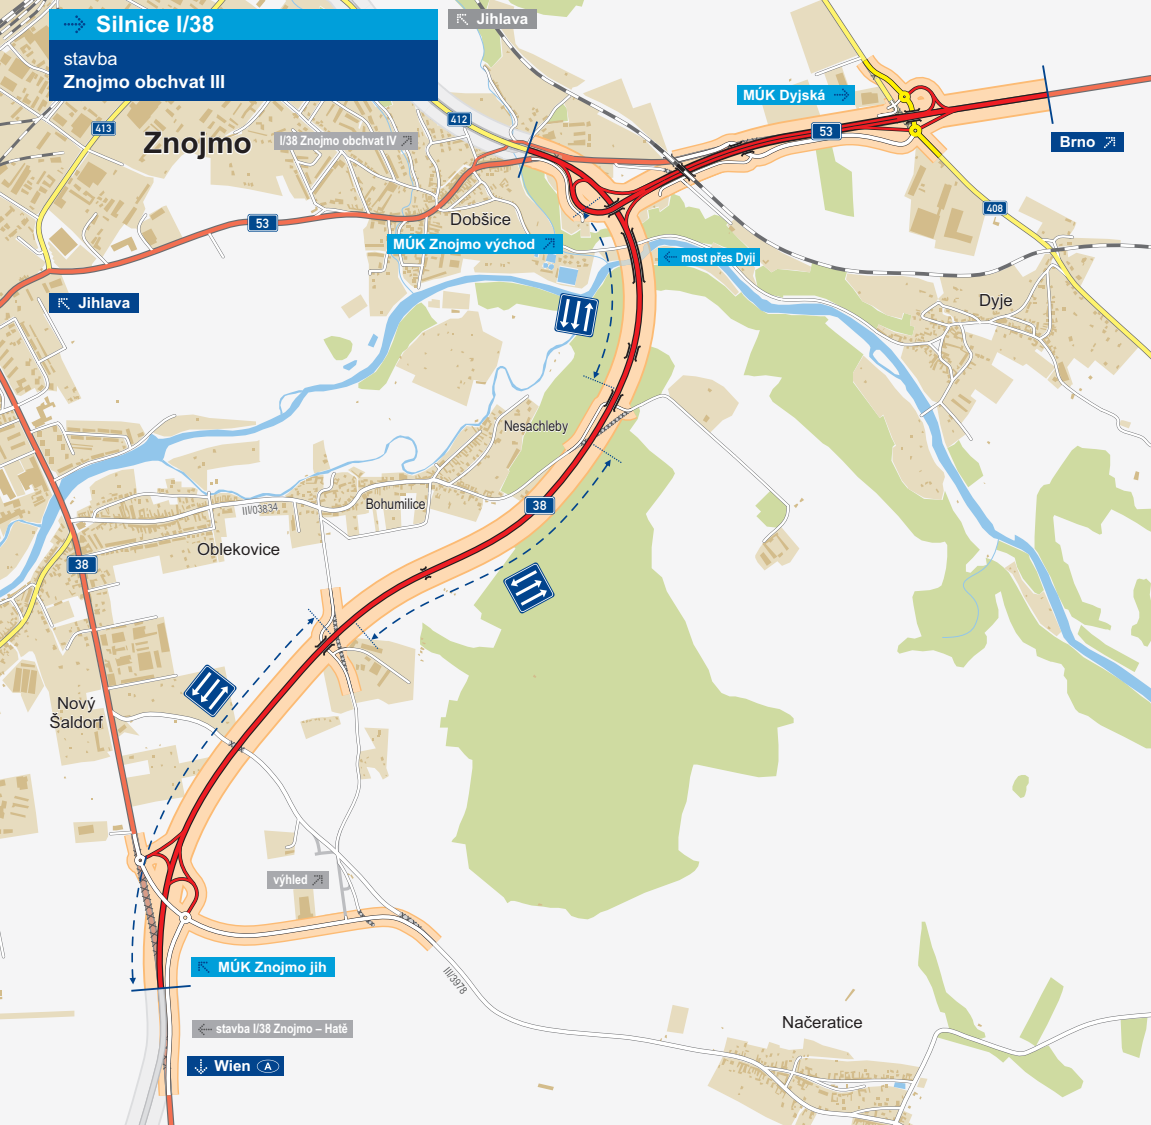 Silnice I/38
stavba
Znojmo obchvat III
Jihlava
MÚK Dyjská
412
413
Znojmo
I/38 Znojmo obchvat IV
53
Brno
408
Dobšice
53
MÚK Znojmo východ
most přes Dyji
Jihlava
Dyje
Nesachleby
Bohumilice
III/03834
38
Oblekovice
38
Nový
Šaldorf
výhled
MÚK Znojmo jih
III/3978
stavba I/38 Znojmo – Hatě
Načeratice
Wien A